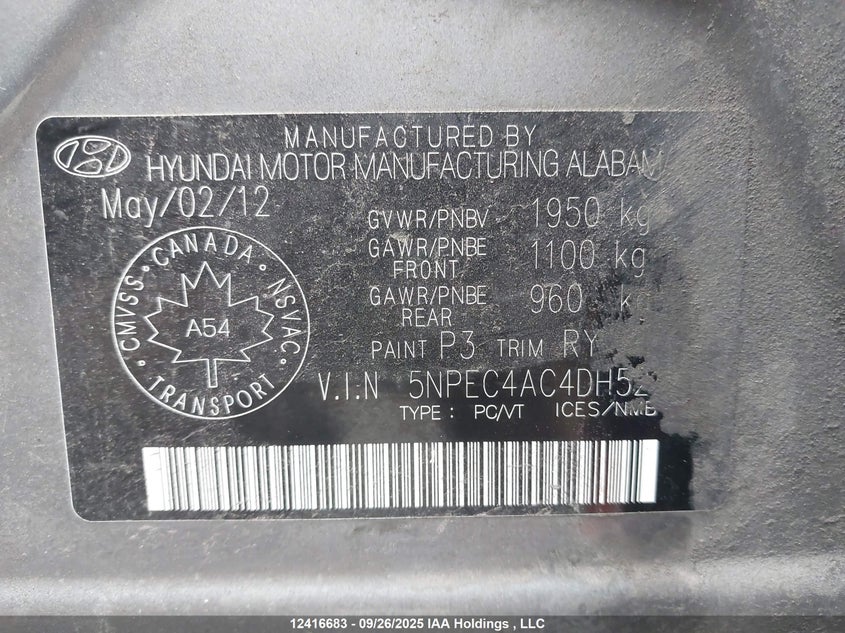 MANUFACTURED BY
HYUNDAI MOTOR MANUFACTURING ALABAM
May/02/12
GVWR/PNBV 1950 kg
GAWR/PNBE FRONT 1100 kg
GAWR/PNBE REAR 960 kg
CMVSS • CANADA • NSVAC • TRANSPORT •
A54
PAINT P3 TRIM RY
V.I.N 5NPEC4AC4DH52
TYPE : PC/VT ICES/NMB
12416683 - 09/26/2025 IAA Holdings , LLC